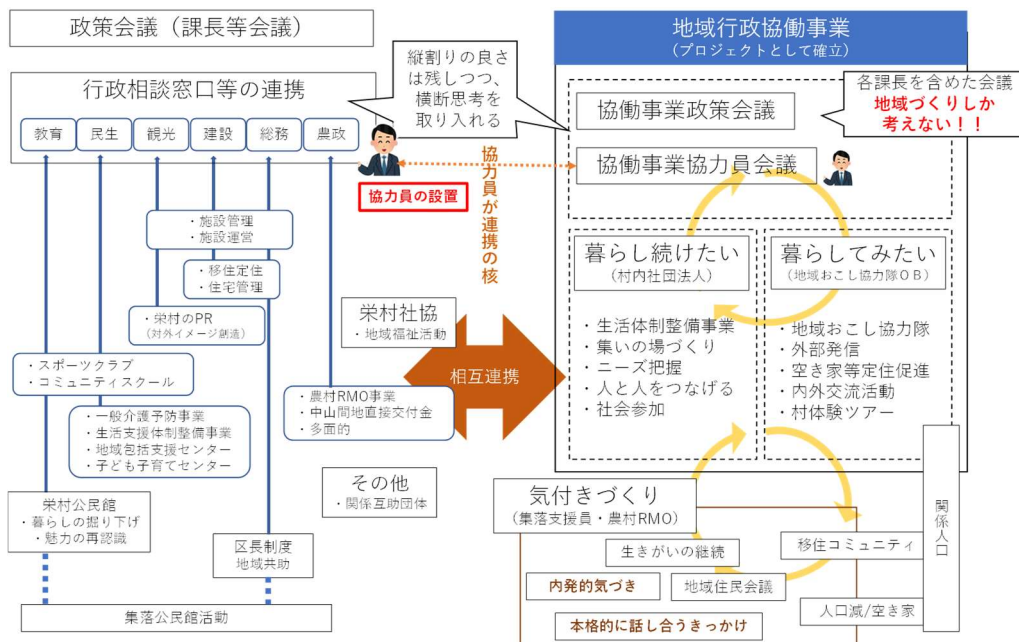 政策会議（課長等会議）
行政相談窓口等の連携
教育
民生
観光
建設
総務
農政
縦割りの良さ
は残しつつ、
横断思考を
取り入れる
協力員の設置
協力員が連携の核
・施設管理
・施設運営
・移住定住
・住宅管理
・栄村のPR
（対外イメージ創造）
・スポーツクラブ
・コミュニティスクール
・一般介護予防事業
・生活支援体制整備事業
・地域包括支援センター
・子ども子育てセンター
・農村RMO事業
・中山間地直接交付金
・多面的
栄村社協
・地域福祉活動
相互連携
その他
・関係互助団体
栄村公民館
・暮らしの掘り下げ
・魅力の再認識
区長制度
地域共助
集落公民館活動
地域行政協働事業
（プロジェクトとして確立）
協働事業政策会議
協働事業協力員会議
各課長を含めた会議
地域づくりしか
考えない！！
暮らし続けたい
（村内社団法人）
・生活体制整備事業
・集いの場づくり
・ニーズ把握
・人と人をつなげる
・社会参加
暮らしてみたい
（地域おこし協力隊ＯＢ）
・地域おこし協力隊
・外部発信
・空き家等定住促進
・内外交流活動
・村体験ツアー
気付きづくり
（集落支援員・農村RMO）
生きがいの継続
内発的気づき
地域住民会議
本格的に話し合うきっかけ
移住コミュニティ
人口減/空き家
関係人口